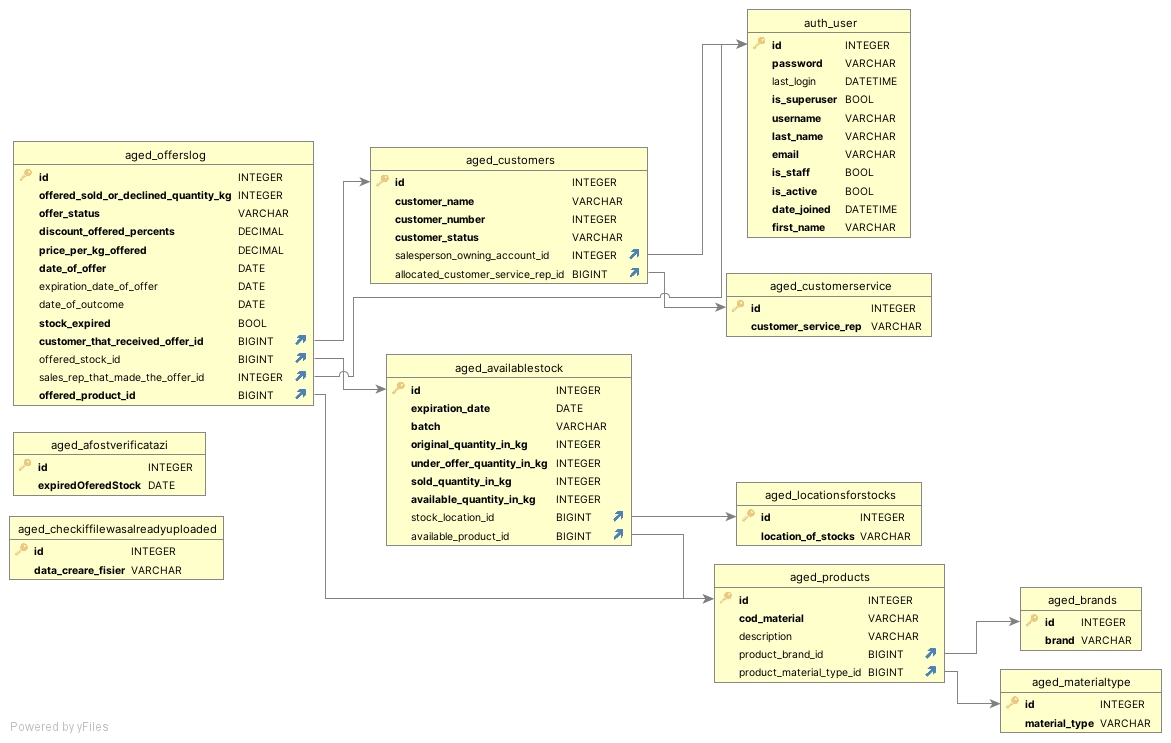 auth_user
id INTEGER
password VARCHAR
last_login DATETIME
is_superuser BOOL
username VARCHAR
last_name VARCHAR
email VARCHAR
is_staff BOOL
is_active BOOL
date_joined DATETIME
first_name VARCHAR
aged_offerslog
id INTEGER
offered_sold_or_declined_quantity_kg INTEGER
offer_status VARCHAR
discount_offered_percents DECIMAL
price_per_kg_offered DECIMAL
date_of_offer DATE
expiration_date_of_offer DATE
date_of_outcome DATE
stock_expired BOOL
customer_that_received_offer_id BIGINT
offered_stock_id BIGINT
sales_rep_that_made_the_offer_id INTEGER
offered_product_id BIGINT
aged_customers
id INTEGER
customer_name VARCHAR
customer_number INTEGER
customer_status VARCHAR
salesperson_owning_account_id INTEGER
allocated_customer_service_rep_id BIGINT
aged_customerservice
id INTEGER
customer_service_rep VARCHAR
aged_availablestock
id INTEGER
expiration_date DATE
batch VARCHAR
original_quantity_in_kg INTEGER
under_offer_quantity_in_kg INTEGER
sold_quantity_in_kg INTEGER
available_quantity_in_kg INTEGER
stock_location_id BIGINT
available_product_id BIGINT
aged_afostverificatazi
id INTEGER
expiredOferedStock DATE
aged_checkiffilewasalreadyuploaded
id INTEGER
data_creare_fisier VARCHAR
aged_locationsforstocks
id INTEGER
location_of_stocks VARCHAR
aged_products
id INTEGER
cod_material VARCHAR
description VARCHAR
product_brand_id BIGINT
product_material_type_id BIGINT
aged_brands
id INTEGER
brand VARCHAR
aged_materialtype
id INTEGER
material_type VARCHAR
Powered by yFiles